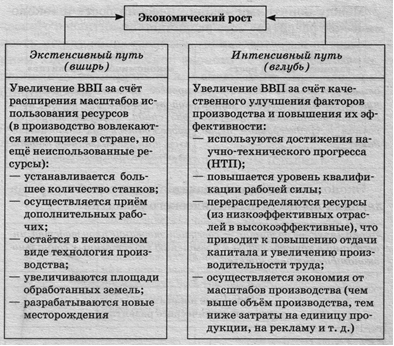 Экономический рост
Экстенсивный путь
(вширь)
Увеличение ВВП за счёт
расширения масштабов ис-
пользования ресурсов
(в производство вовлекают-
ся имеющиеся в стране, но
ещё неиспользованные ре-
сурсы):
— устанавливается боль-
шее количество станков;
— осуществляется приём
дополнительных рабо-
чих;
— остаётся в неизменном
виде технология произ-
водства;
— увеличиваются площади
обработанных земель;
— разрабатываются новые
месторождения
Интенсивный путь
(вглубь)
Увеличение ВВП за счёт каче-
ственного улучшения факторов
производства и повышения их эф-
фективности:
— используются достижения на-
учно-технического прогресса
(НТП);
— повышается уровень квалифи-
кации рабочей силы;
— перераспределяются ресурсы
(из низкоэффективных отрас-
лей в высокоэффективные), что
приводит к повышению отдачи
капитала и увеличению произ-
водительности труда;
— осуществляется экономия от
масштабов производства (чем
выше объём производства, тем
ниже затраты на единицу про-
дукции, на рекламу и т. д.)